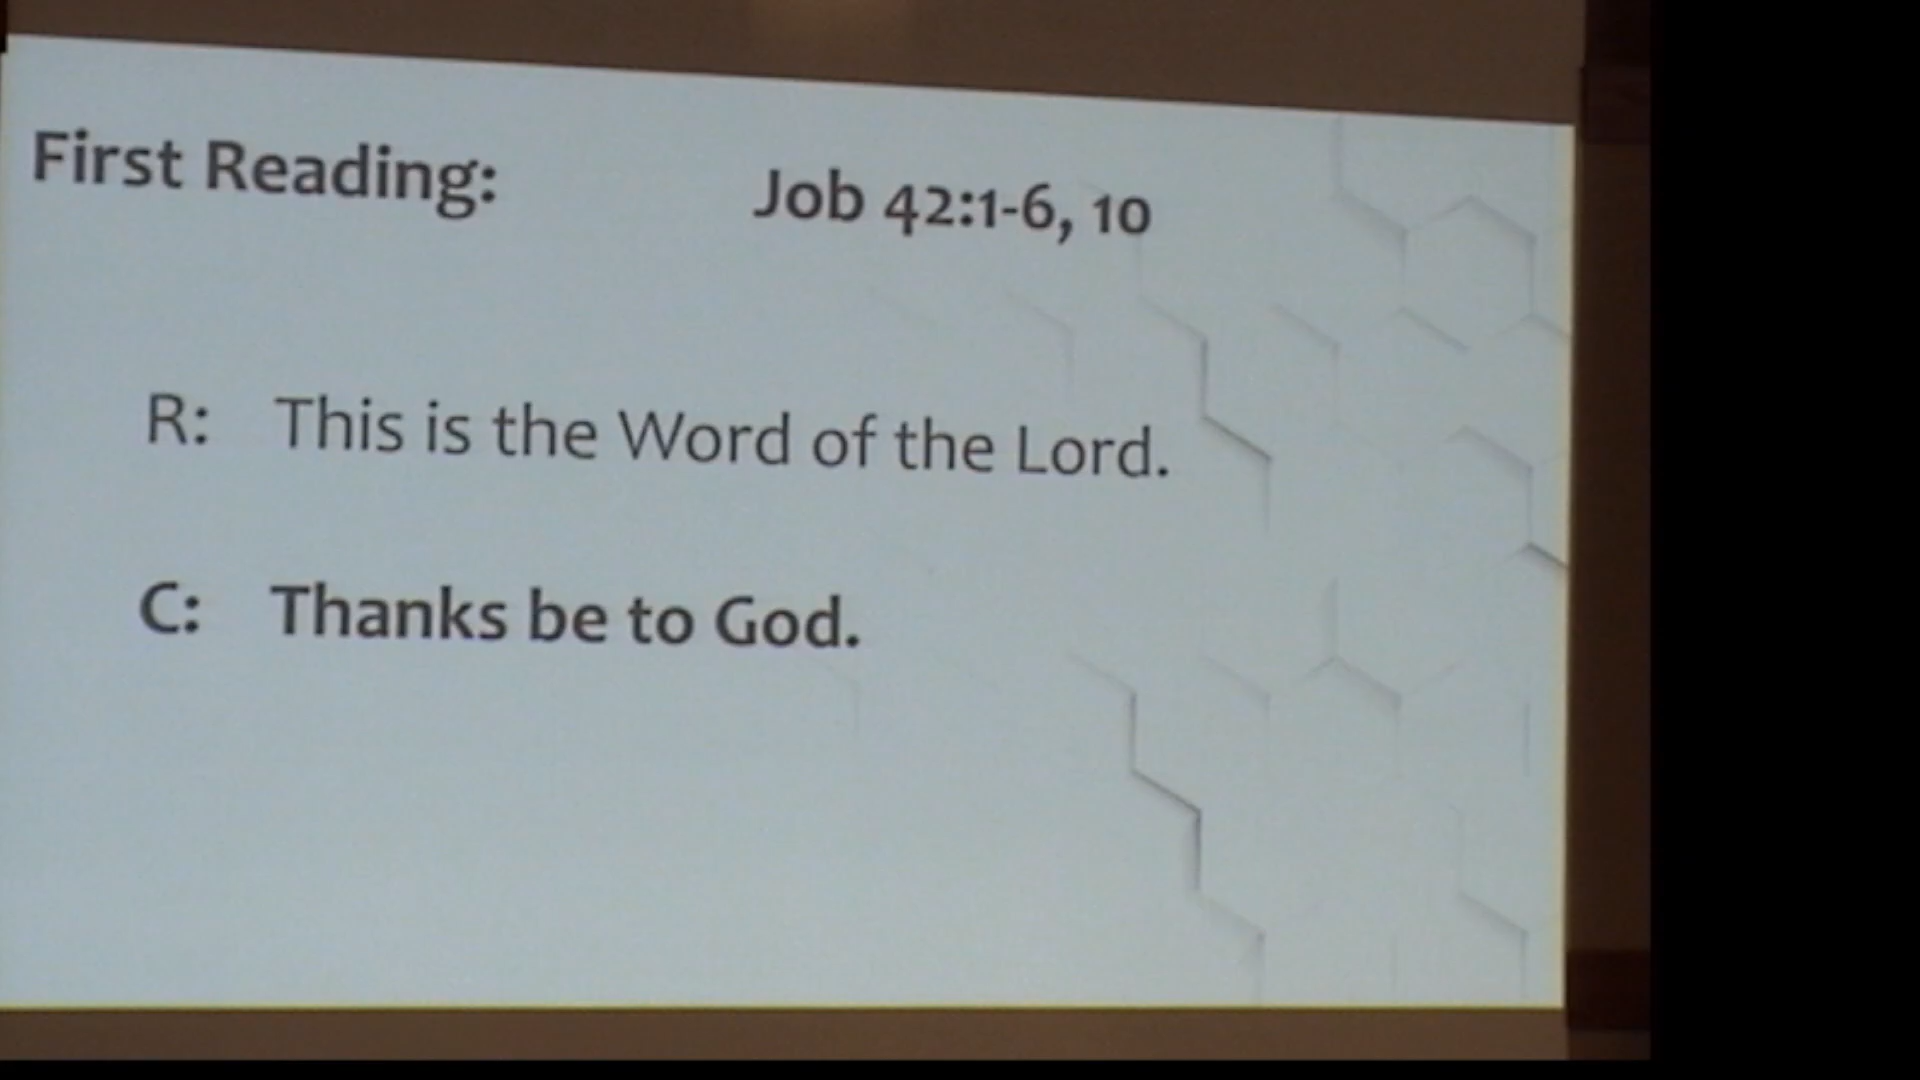 First Reading: Job 42:1-6, 10
R: This is the Word of the Lord.
C: Thanks be to God.